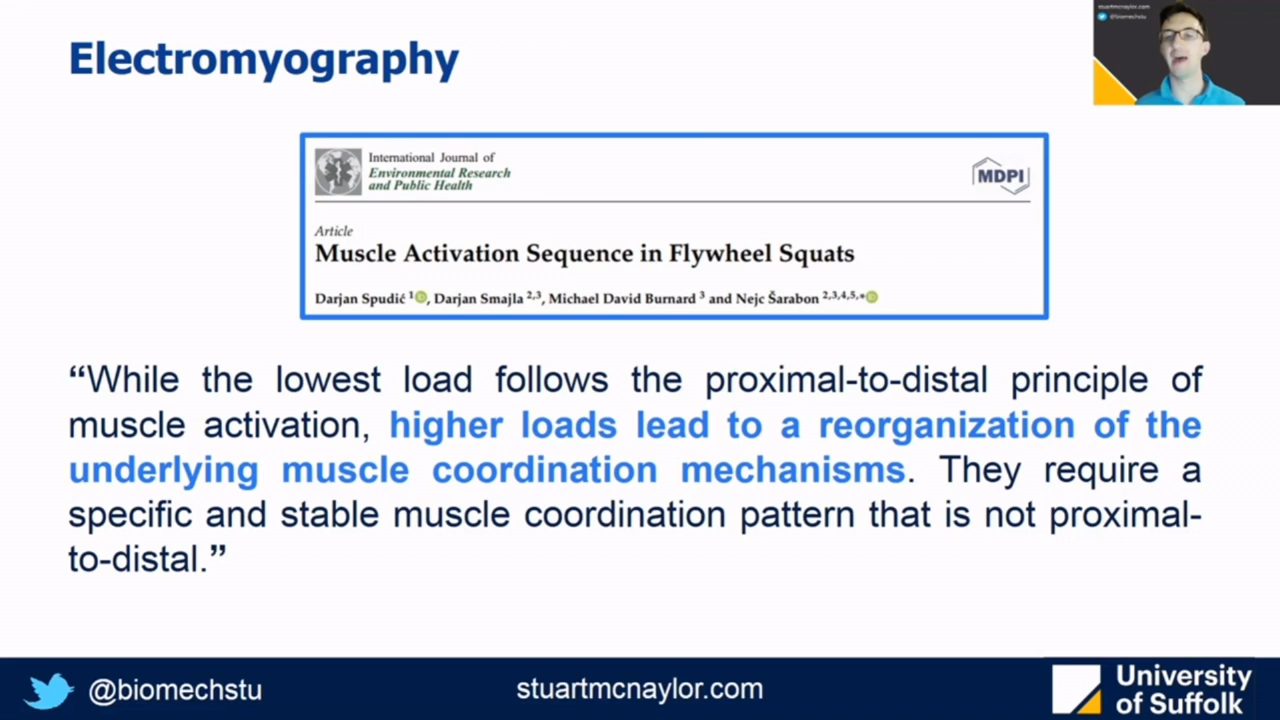 Electromyography
stuartmcnaylor.com
@biomechstu
International Journal of
Environmental Research
and Public Health
MDPI
Article
Muscle Activation Sequence in Flywheel Squats
Darjan Spudić 1, Darjan Smajla 2,3, Michael David Burnard 3 and Nejc Šarabon 2,3,4,5,*
“While the lowest load follows the proximal-to-distal principle of
muscle activation, higher loads lead to a reorganization of the
underlying muscle coordination mechanisms. They require a
specific and stable muscle coordination pattern that is not proximal-
to-distal.”
@biomechstu
stuartmcnaylor.com
University
of Suffolk